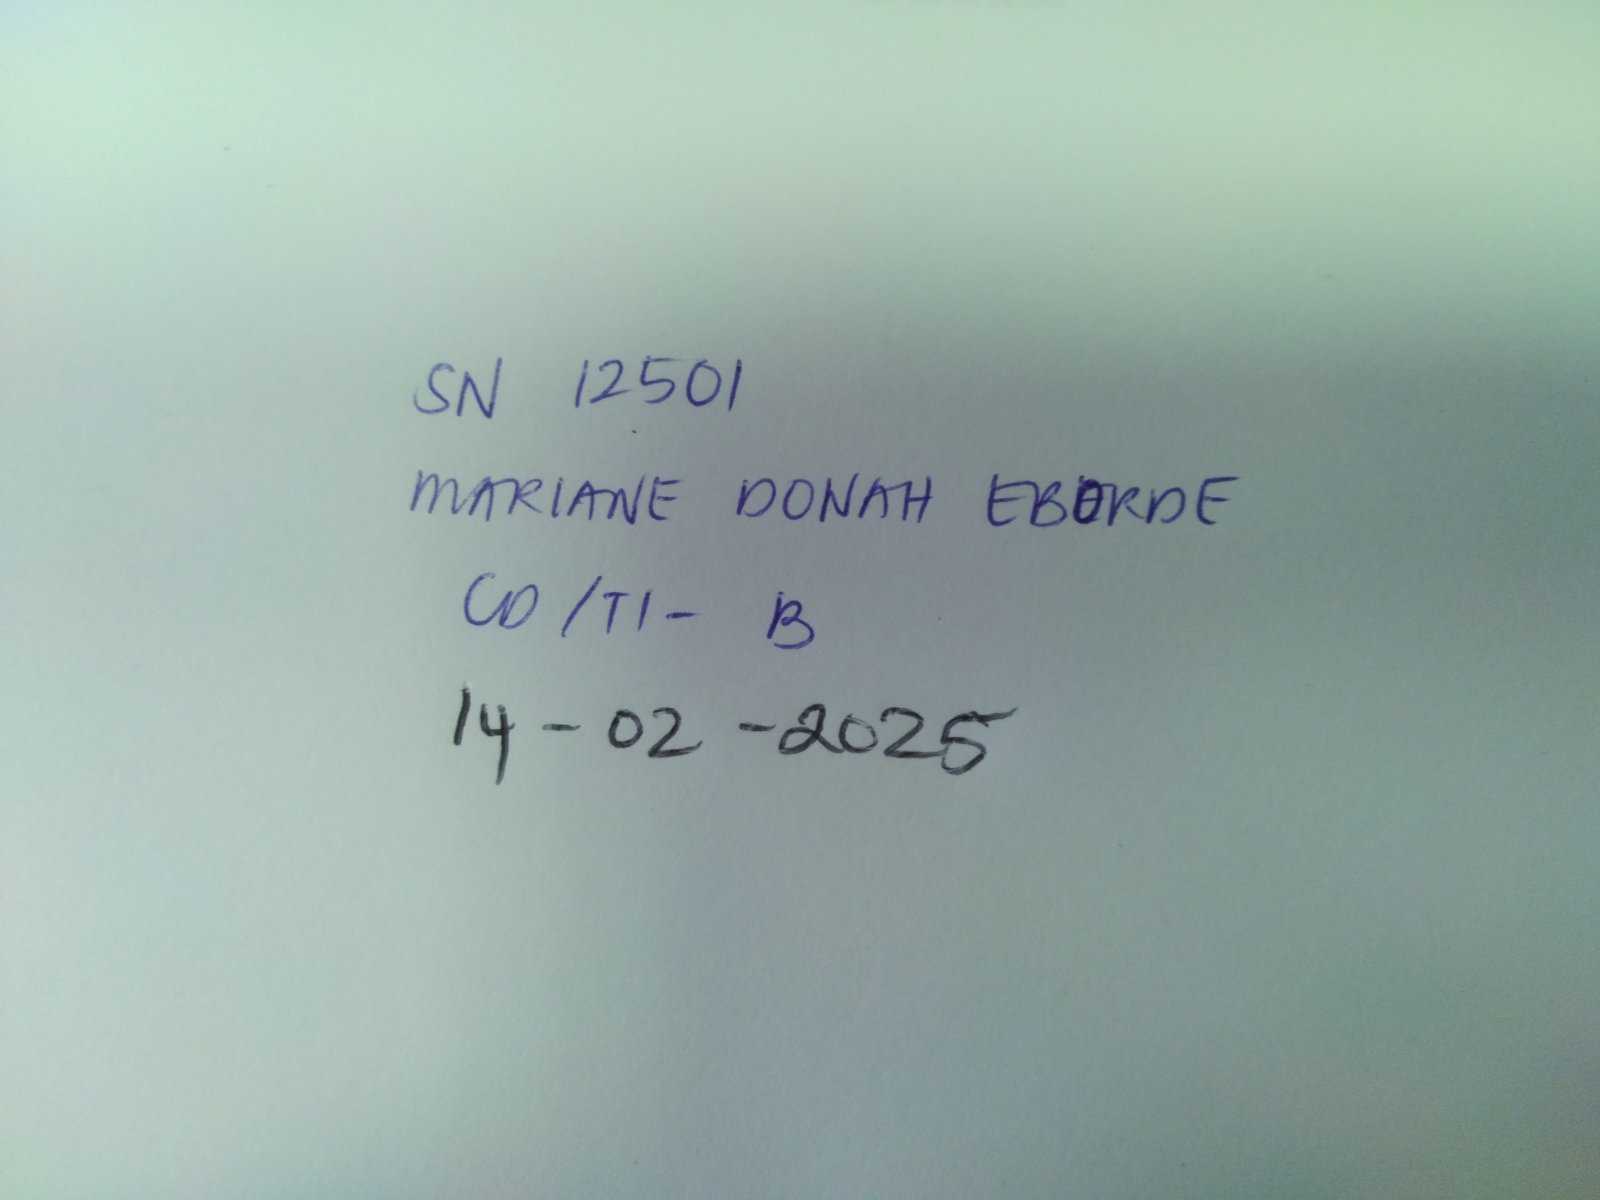 SN 12501
MARIANE DONAH EBORDE
CO/TI- B
14-02-2025